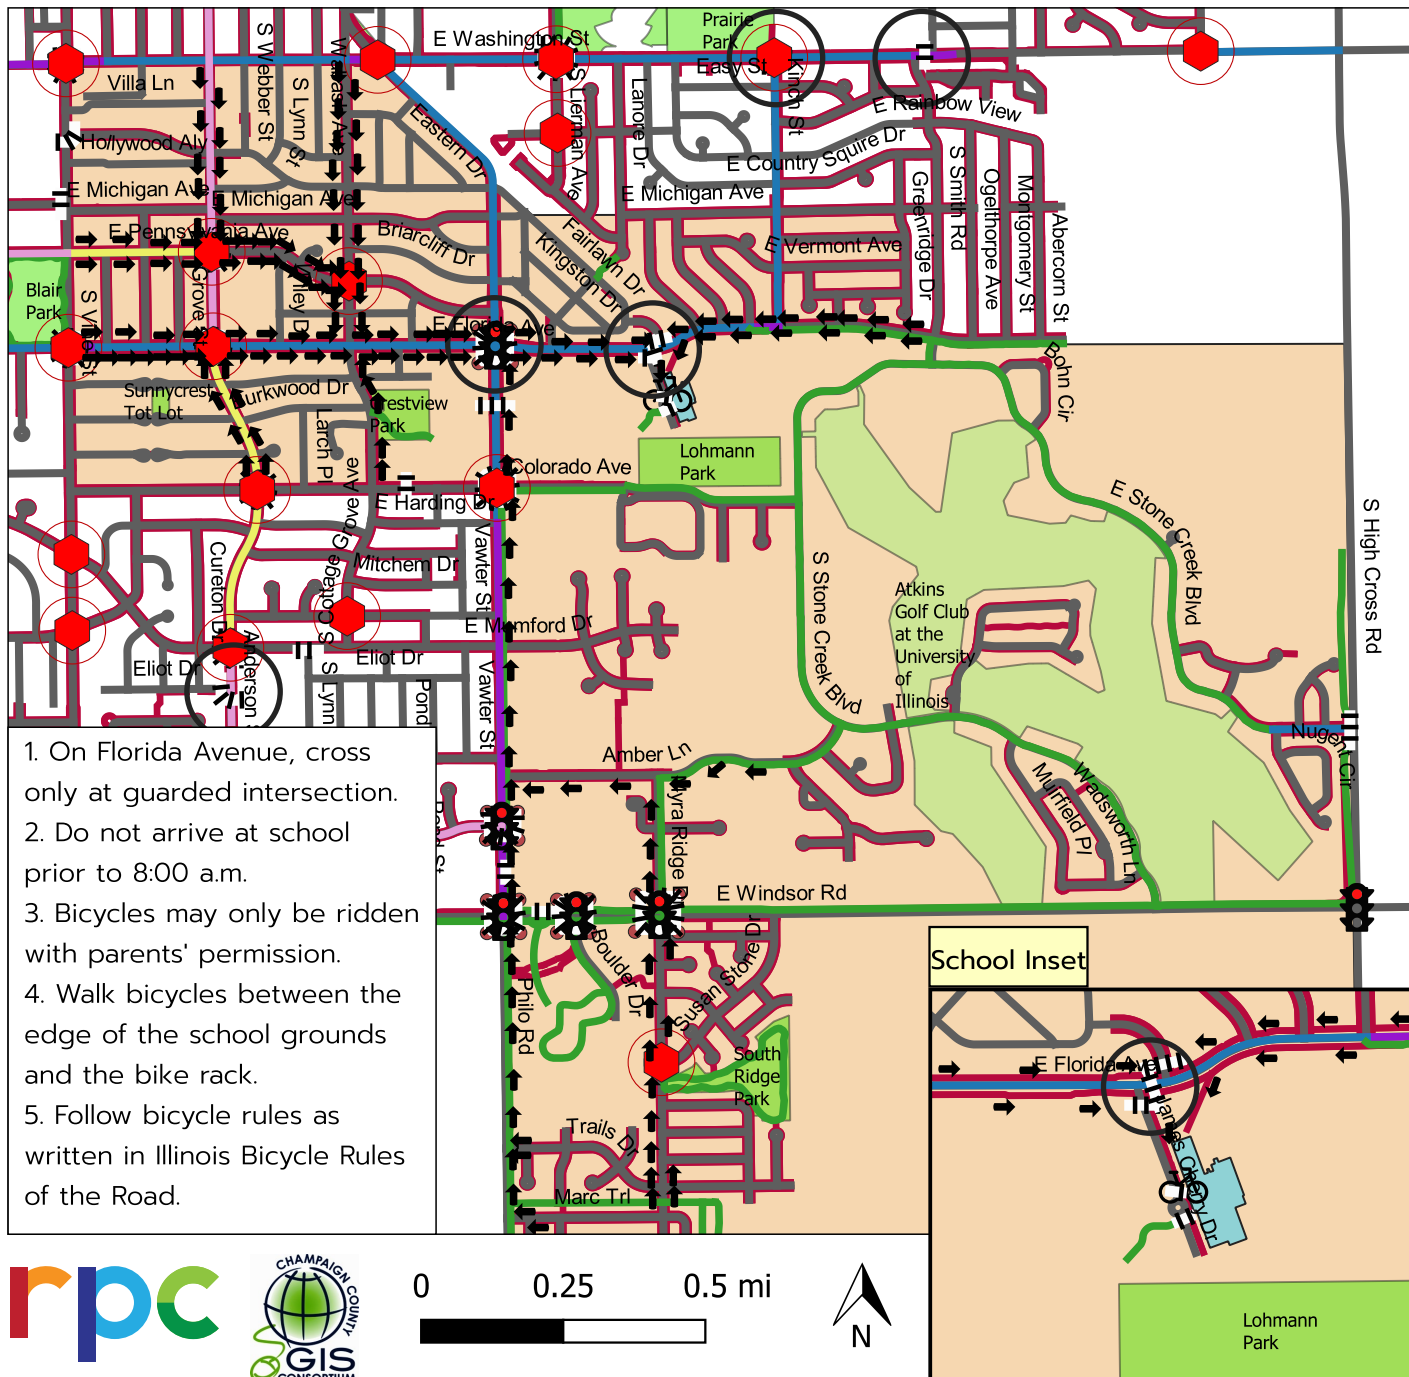 Prairie
Park
E Washington St
Easy St
Villa Ln
S Webber St
S Lynn St
S Lierman Ave
Lanore Dr
Kinch St
E Rainbow View
Eastern Dr
Hollywood Aly
E Country Squire Dr
E Michigan Ave
E Michigan Ave
E Michigan Ave
Greenridge Dr
S Smith Rd
Ogelthorpe Ave
Montgomery St
Abercorn St
E Pennsylvania Ave
Briarcliff Dr
Fairlawn Dr
Kingston Dr
E Vermont Ave
Blair
Park
Grove St
E Florida Ave
Sunnycrest
Tot Lot
Burkwood Dr
Larch Pl
Crestview
Park
Bohn Cir
Lohmann
Park
Colorado Ave
E Harding Dr
E Stone Creek Blvd
S High Cross Rd
Cureton Dr
S Cottage Grove Ave
Mitchem Dr
Vawter St
S Stone Creek Blvd
Atkins
Golf Club
at the
University
of
Illinois
E Mumford Dr
Eliot Dr
Eliot Dr
S Lynn
Pond
Vawter St
Anderson
Amber Ln
Myra Ridge Dr
Muirfield Pl
Wadsworth Ln
Nugent Cir
E Windsor Rd
1. On Florida Avenue, cross
only at guarded intersection.
2. Do not arrive at school
prior to 8:00 a.m.
3. Bicycles may only be ridden
with parents' permission.
4. Walk bicycles between the
edge of the school grounds
and the bike rack.
5. Follow bicycle rules as
written in Illinois Bicycle Rules
of the Road.
Philo Rd
Boulder Dr
Susan Stone Dr
South
Ridge
Park
Trails Dr
Marc Trl
School Inset
E Florida Ave
James Cherry Dr
Lohmann
Park
rpc
CHAMPAIGN COUNTY
GIS
CONSORTIUM
0 0.25 0.5 mi
N